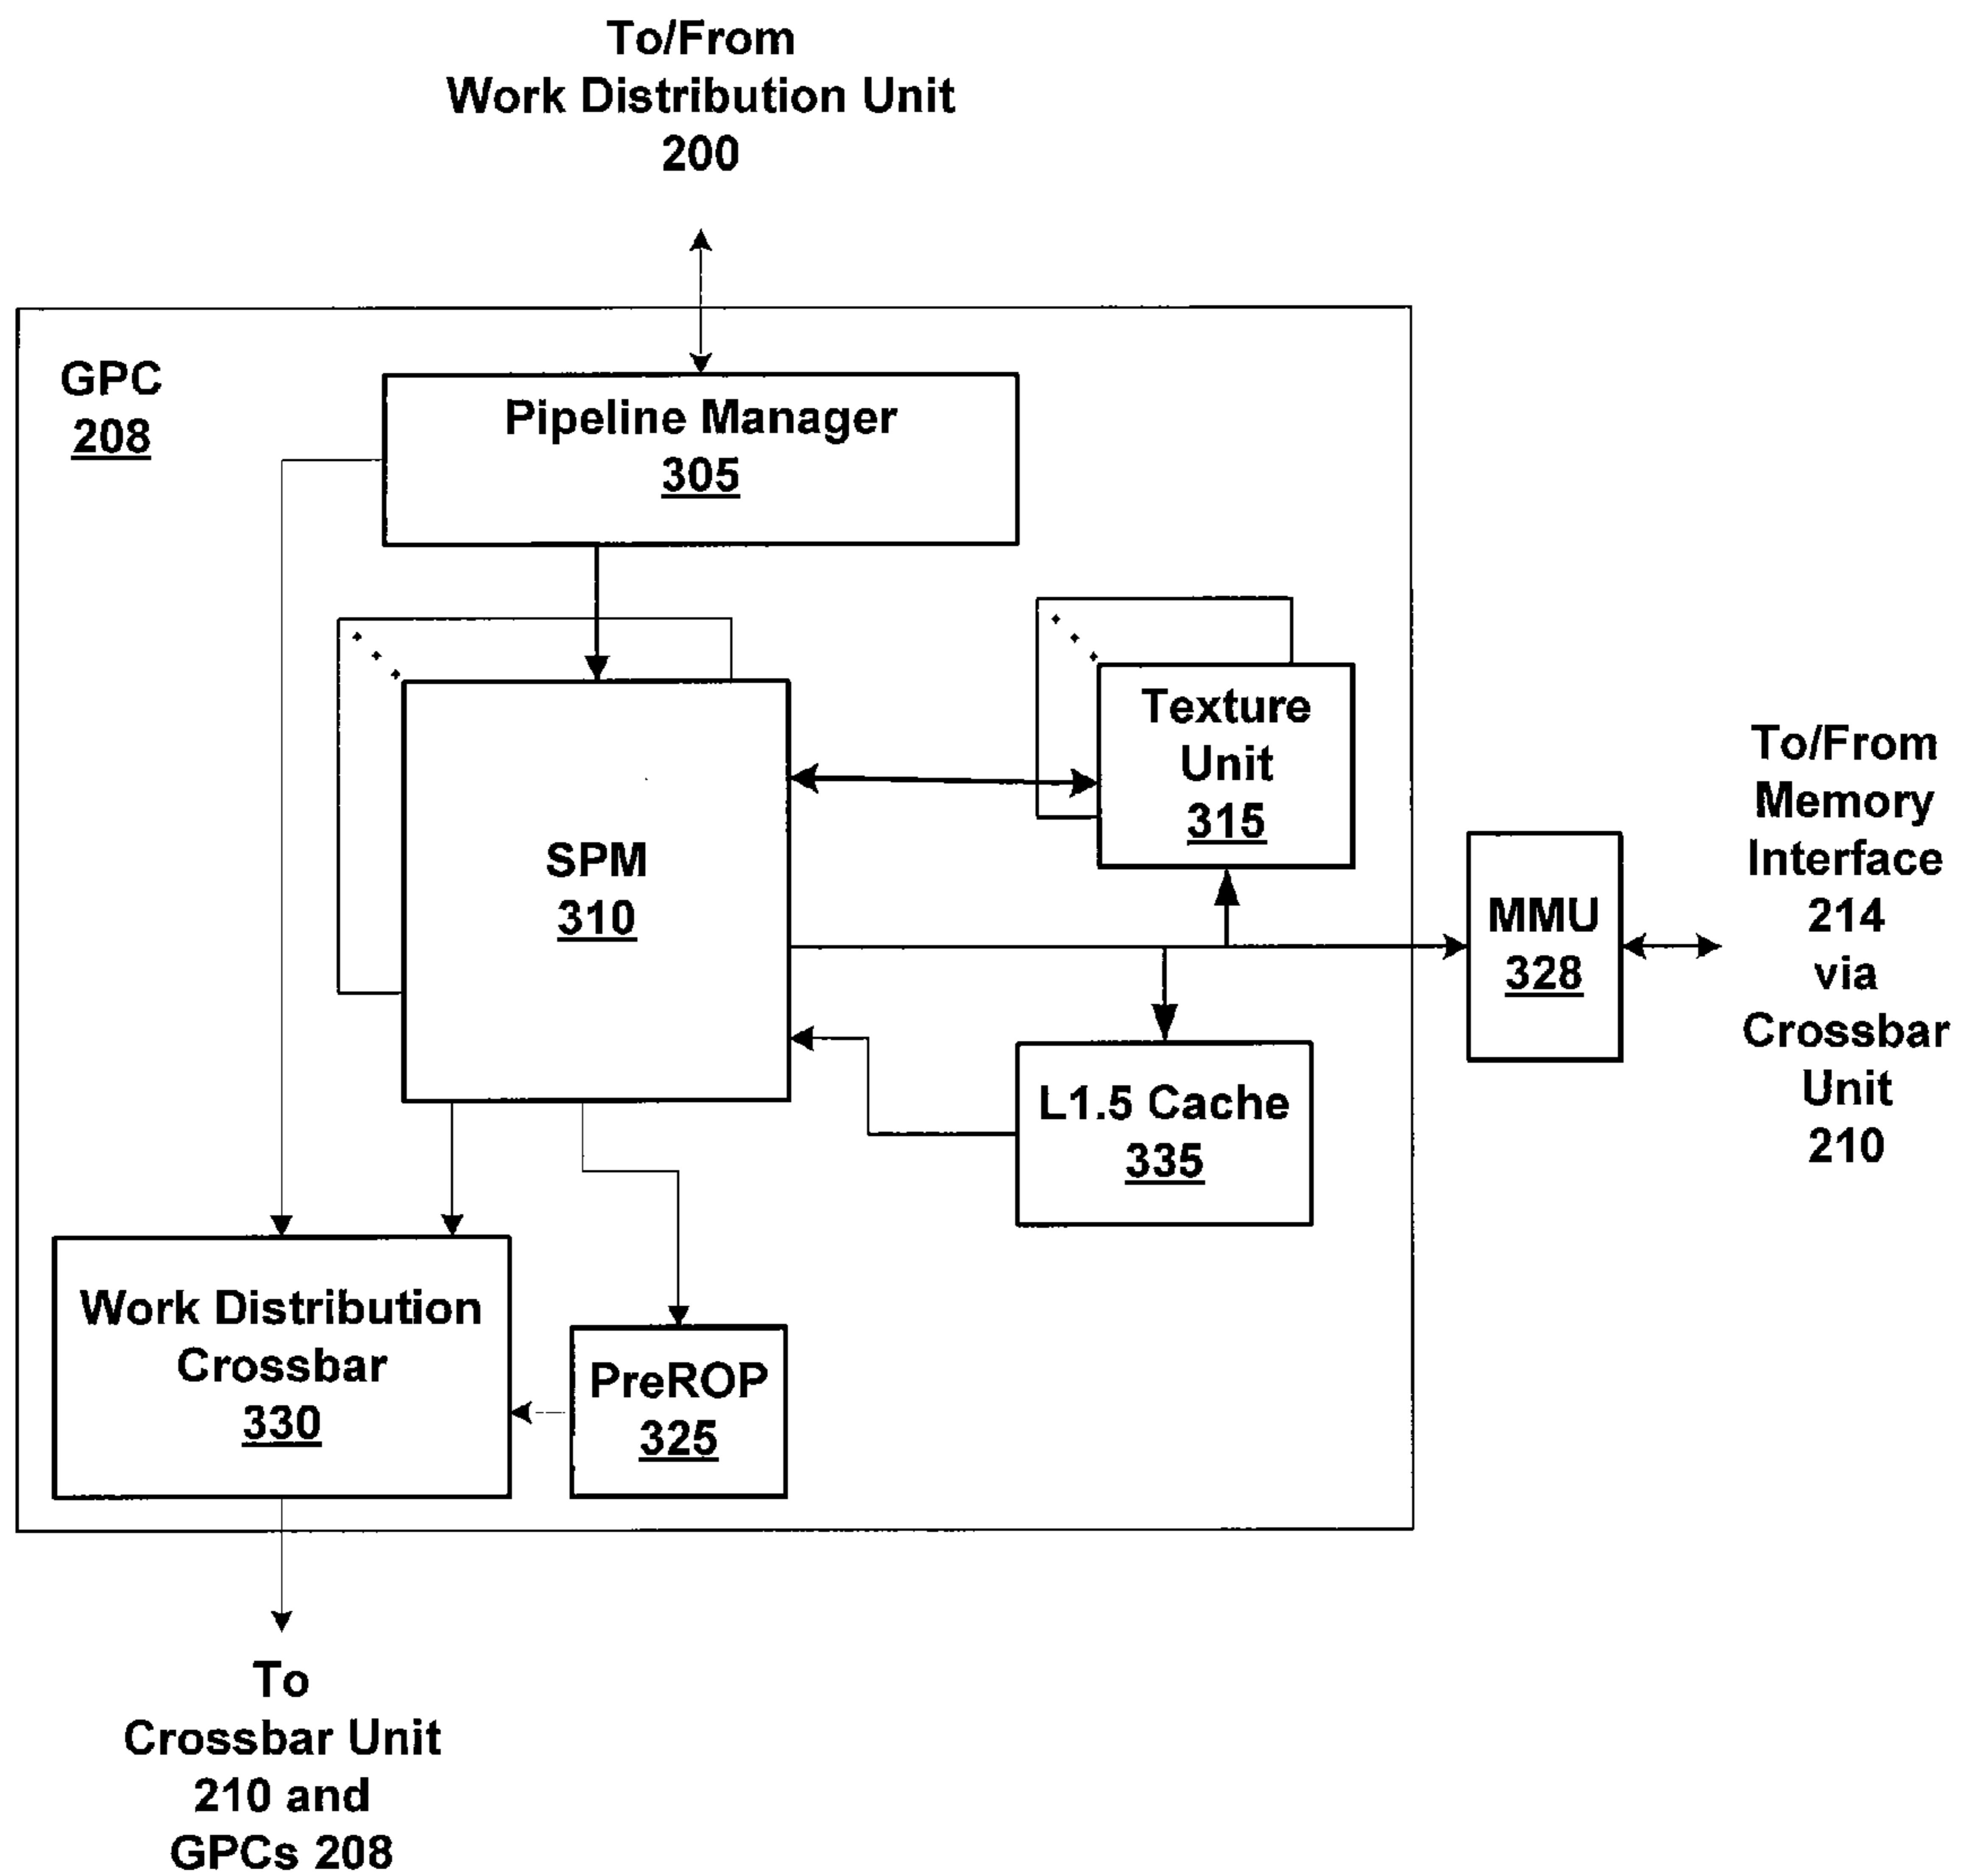 To/From
Work Distribution Unit
200
GPC
208
Pipeline Manager
305
Texture
Unit
315
SPM
310
To/From
Memory
Interface
214
via
Crossbar
Unit
210
MMU
328
L1.5 Cache
335
Work Distribution
Crossbar
330
PreROP
325
To
Crossbar Unit
210 and
GPCs 208